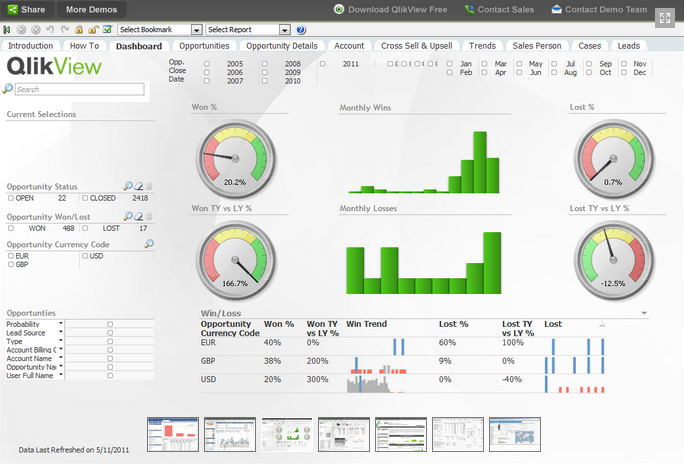 Share More Demos Download QlikView Free Contact Sales Contact Demo Team
Select Bookmark Select Report
Introduction How To Dashboard Opportunities Opportunity Details Account Cross Sell & Upsell Trends Sales Person Cases Leads
QlikView
Opp. Close Date
2005 2008 2011
2006 2009
2007 2010
Jan Mar May Jul Sep Nov
Feb Apr Jun Aug Oct Dec
Search
Current Selections
Opportunity Status
OPEN 22 CLOSED 2418
Opportunity Won/Lost
WON 488 LOST 17
Opportunity Currency Code
EUR USD
GBP
Won %
20.2%
Monthly Wins
Lost %
0.7%
Won TY vs LY %
166.7%
Monthly Losses
Lost TY vs LY %
-12.5%
Opportunities
Probability
Lead Source
Type
Account Billing C
Account Name
Opportunity Na
User Full Name
Win/Loss
Opportunity Currency Code Won % Won TY vs LY % Win Trend Lost % Lost TY vs LY % Lost
EUR 40% 0% 60% 100%
GBP 38% 200% 9% 0%
USD 20% 300% 0% -40%
Data Last Refreshed on 5/11/2011